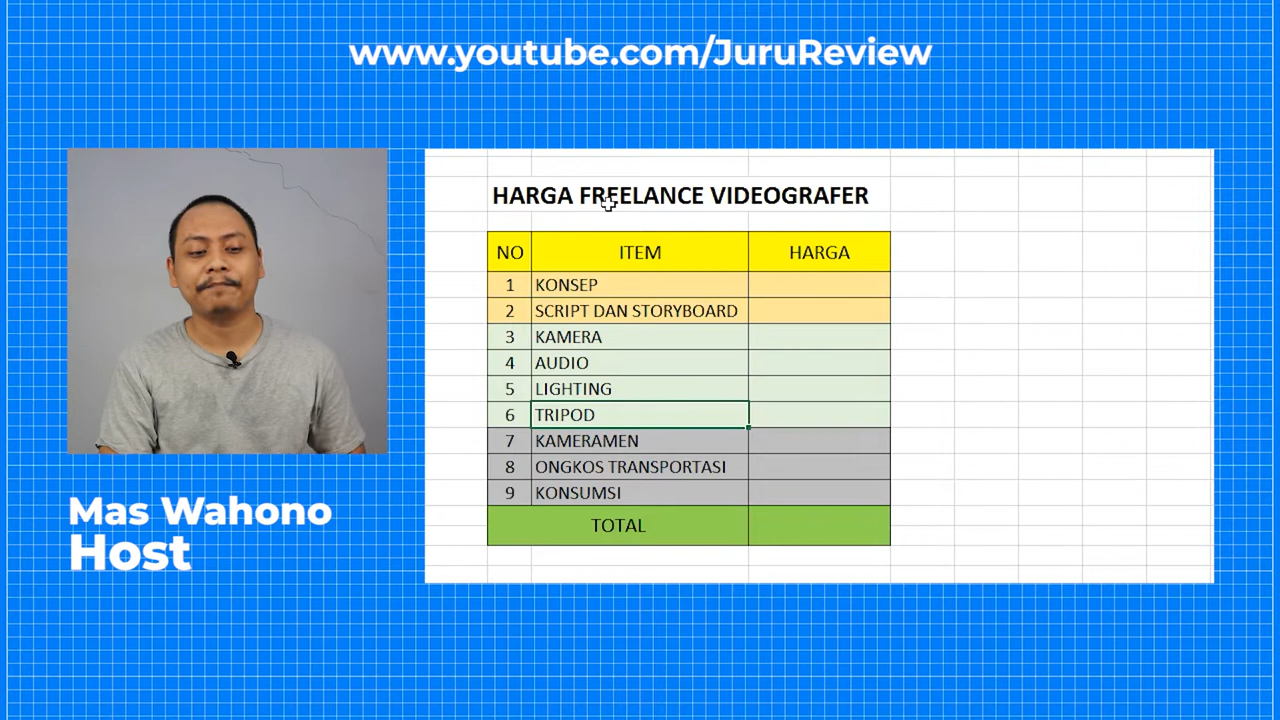 www.youtube.com/JuruReview
HARGA FREELANCE VIDEOGRAFER
NO ITEM HARGA
1 KONSEP
2 SCRIPT DAN STORYBOARD
3 KAMERA
4 AUDIO
5 LIGHTING
6 TRIPOD
7 KAMERAMEN
8 ONGKOS TRANSPORTASI
9 KONSUMSI
TOTAL
Mas Wahono
Host